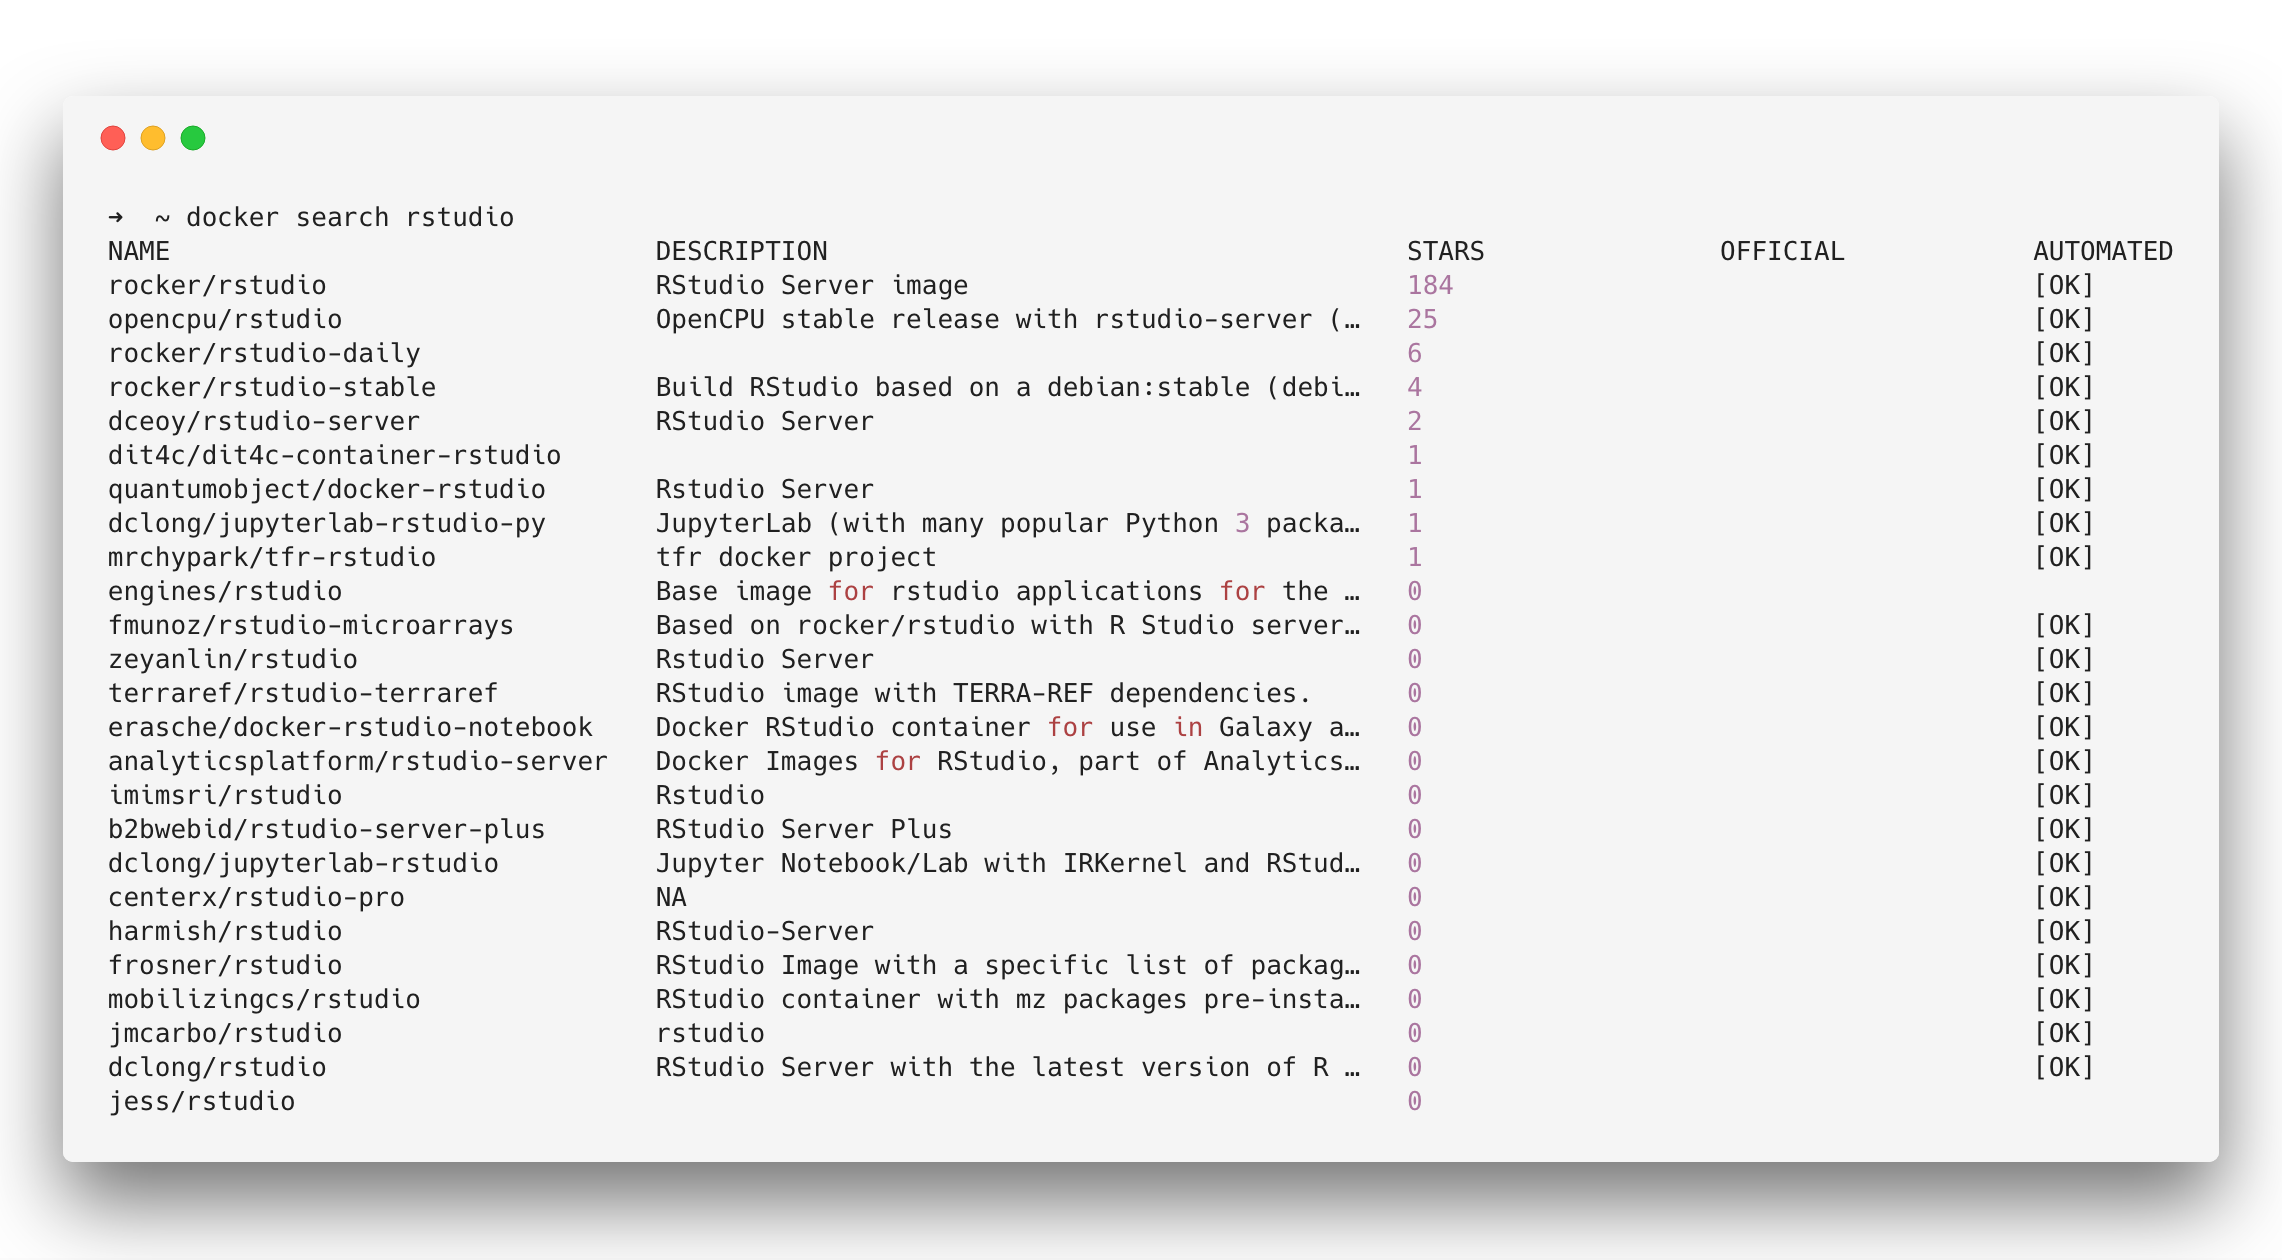 ➜  ~ docker search rstudio
NAME                               DESCRIPTION                                     STARS               OFFICIAL            AUTOMATED
rocker/rstudio                     RStudio Server image                            184                                     [OK]
opencpu/rstudio                    OpenCPU stable release with rstudio-server (…   25                                      [OK]
rocker/rstudio-daily                                                               6                                       [OK]
rocker/rstudio-stable              Build RStudio based on a debian:stable (debi…   4                                       [OK]
dceoy/rstudio-server               RStudio Server                                  2                                       [OK]
dit4c/dit4c-container-rstudio                                                      1                                       [OK]
quantumobject/docker-rstudio       Rstudio Server                                  1                                       [OK]
dclong/jupyterlab-rstudio-py       JupyterLab (with many popular Python 3 packa…   1                                       [OK]
mrchypark/tfr-rstudio              tfr docker project                              1                                       [OK]
engines/rstudio                    Base image for rstudio applications for the …   0
fmunoz/rstudio-microarrays         Based on rocker/rstudio with R Studio server…   0                                       [OK]
zeyanlin/rstudio                   Rstudio Server                                  0                                       [OK]
terraref/rstudio-terraref          RStudio image with TERRA-REF dependencies.      0                                       [OK]
erasche/docker-rstudio-notebook    Docker RStudio container for use in Galaxy a…   0                                       [OK]
analyticsplatform/rstudio-server   Docker Images for RStudio, part of Analytics…   0                                       [OK]
imimsri/rstudio                    Rstudio                                         0                                       [OK]
b2bwebid/rstudio-server-plus       RStudio Server Plus                             0                                       [OK]
dclong/jupyterlab-rstudio          Jupyter Notebook/Lab with IRKernel and RStud…   0                                       [OK]
centerx/rstudio-pro                NA                                              0                                       [OK]
harmish/rstudio                    RStudio-Server                                  0                                       [OK]
frosner/rstudio                    RStudio Image with a specific list of packag…   0                                       [OK]
mobilizingcs/rstudio               RStudio container with mz packages pre-insta…   0                                       [OK]
jmcarbo/rstudio                    rstudio                                         0                                       [OK]
dclong/rstudio                     RStudio Server with the latest version of R …   0                                       [OK]
jess/rstudio                                                                       0